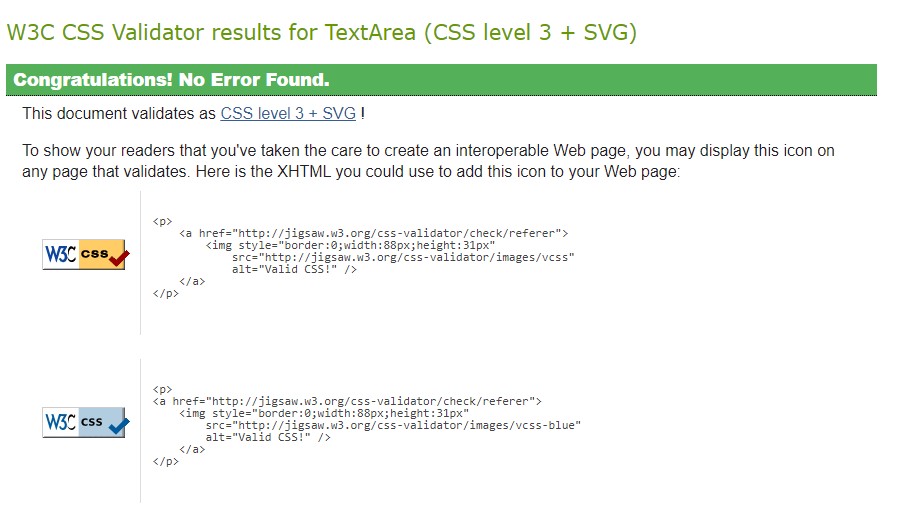 W3C CSS Validator results for TextArea (CSS level 3 + SVG)
Congratulations! No Error Found.
This document validates as CSS level 3 + SVG !
To show your readers that you've taken the care to create an interoperable Web page, you may display this icon on
any page that validates. Here is the XHTML you could use to add this icon to your Web page:
W3C css
<p>
<a href="http://jigsaw.w3.org/css-validator/check/referer">
<img style="border:0;width:88px;height:31px"
src="http://jigsaw.w3.org/css-validator/images/vcss"
alt="Valid CSS!" />
</a>
</p>
W3C css
<p>
<a href="http://jigsaw.w3.org/css-validator/check/referer">
<img style="border:0;width:88px;height:31px"
src="http://jigsaw.w3.org/css-validator/images/vcss-blue"
alt="Valid CSS!" />
</a>
</p>